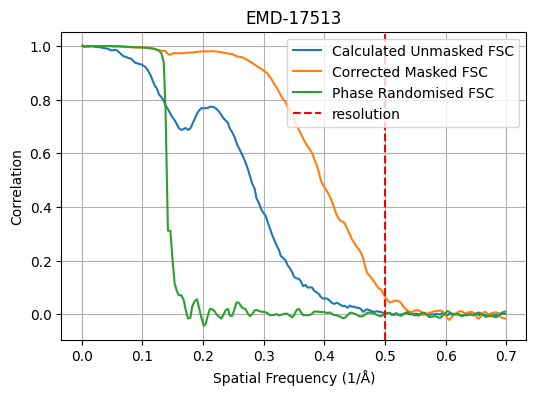 EMD-17513
1.0
0.8
0.6
0.4
0.2
0.0
Correlation
Calculated Unmasked FSC
Corrected Masked FSC
Phase Randomised FSC
resolution
0.0 0.1 0.2 0.3 0.4 0.5 0.6 0.7
Spatial Frequency (1/Å)